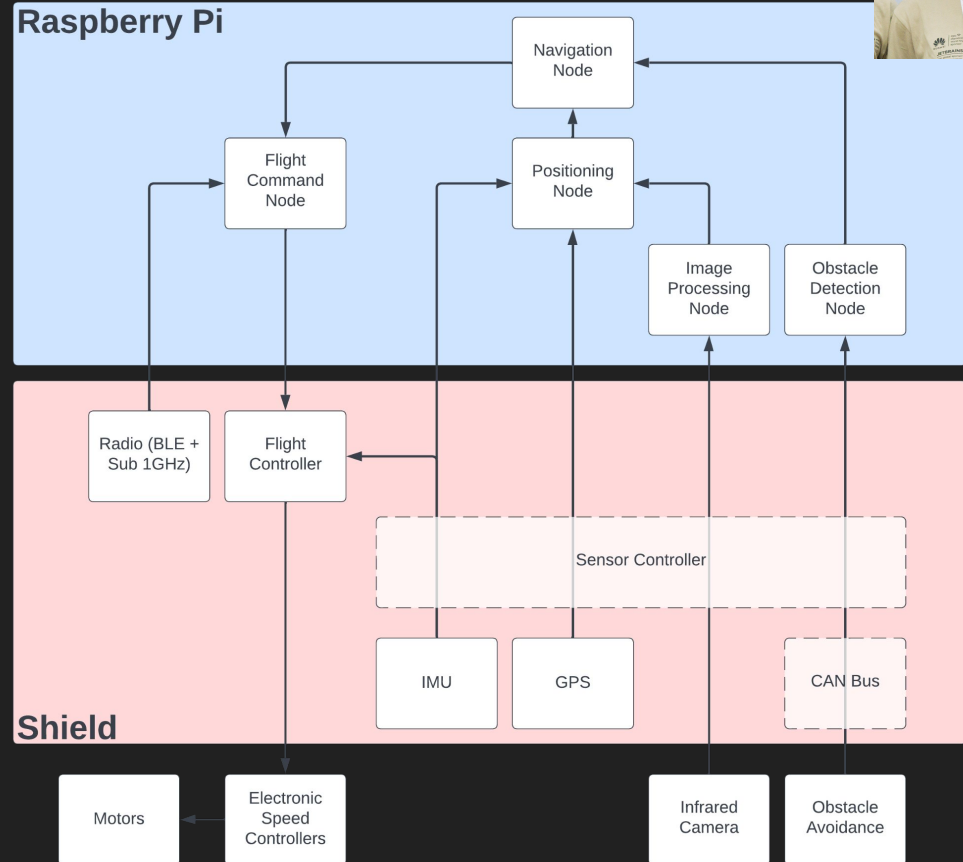 Raspberry Pi
Navigation
Node
Flight
Command
Node
Positioning
Node
Image
Processing
Node
Obstacle
Detection
Node
Radio (BLE +
Sub 1GHz)
Flight
Controller
Sensor Controller
IMU
GPS
CAN Bus
Shield
Motors
Electronic
Speed
Controllers
Infrared
Camera
Obstacle
Avoidance
JETBRAINS